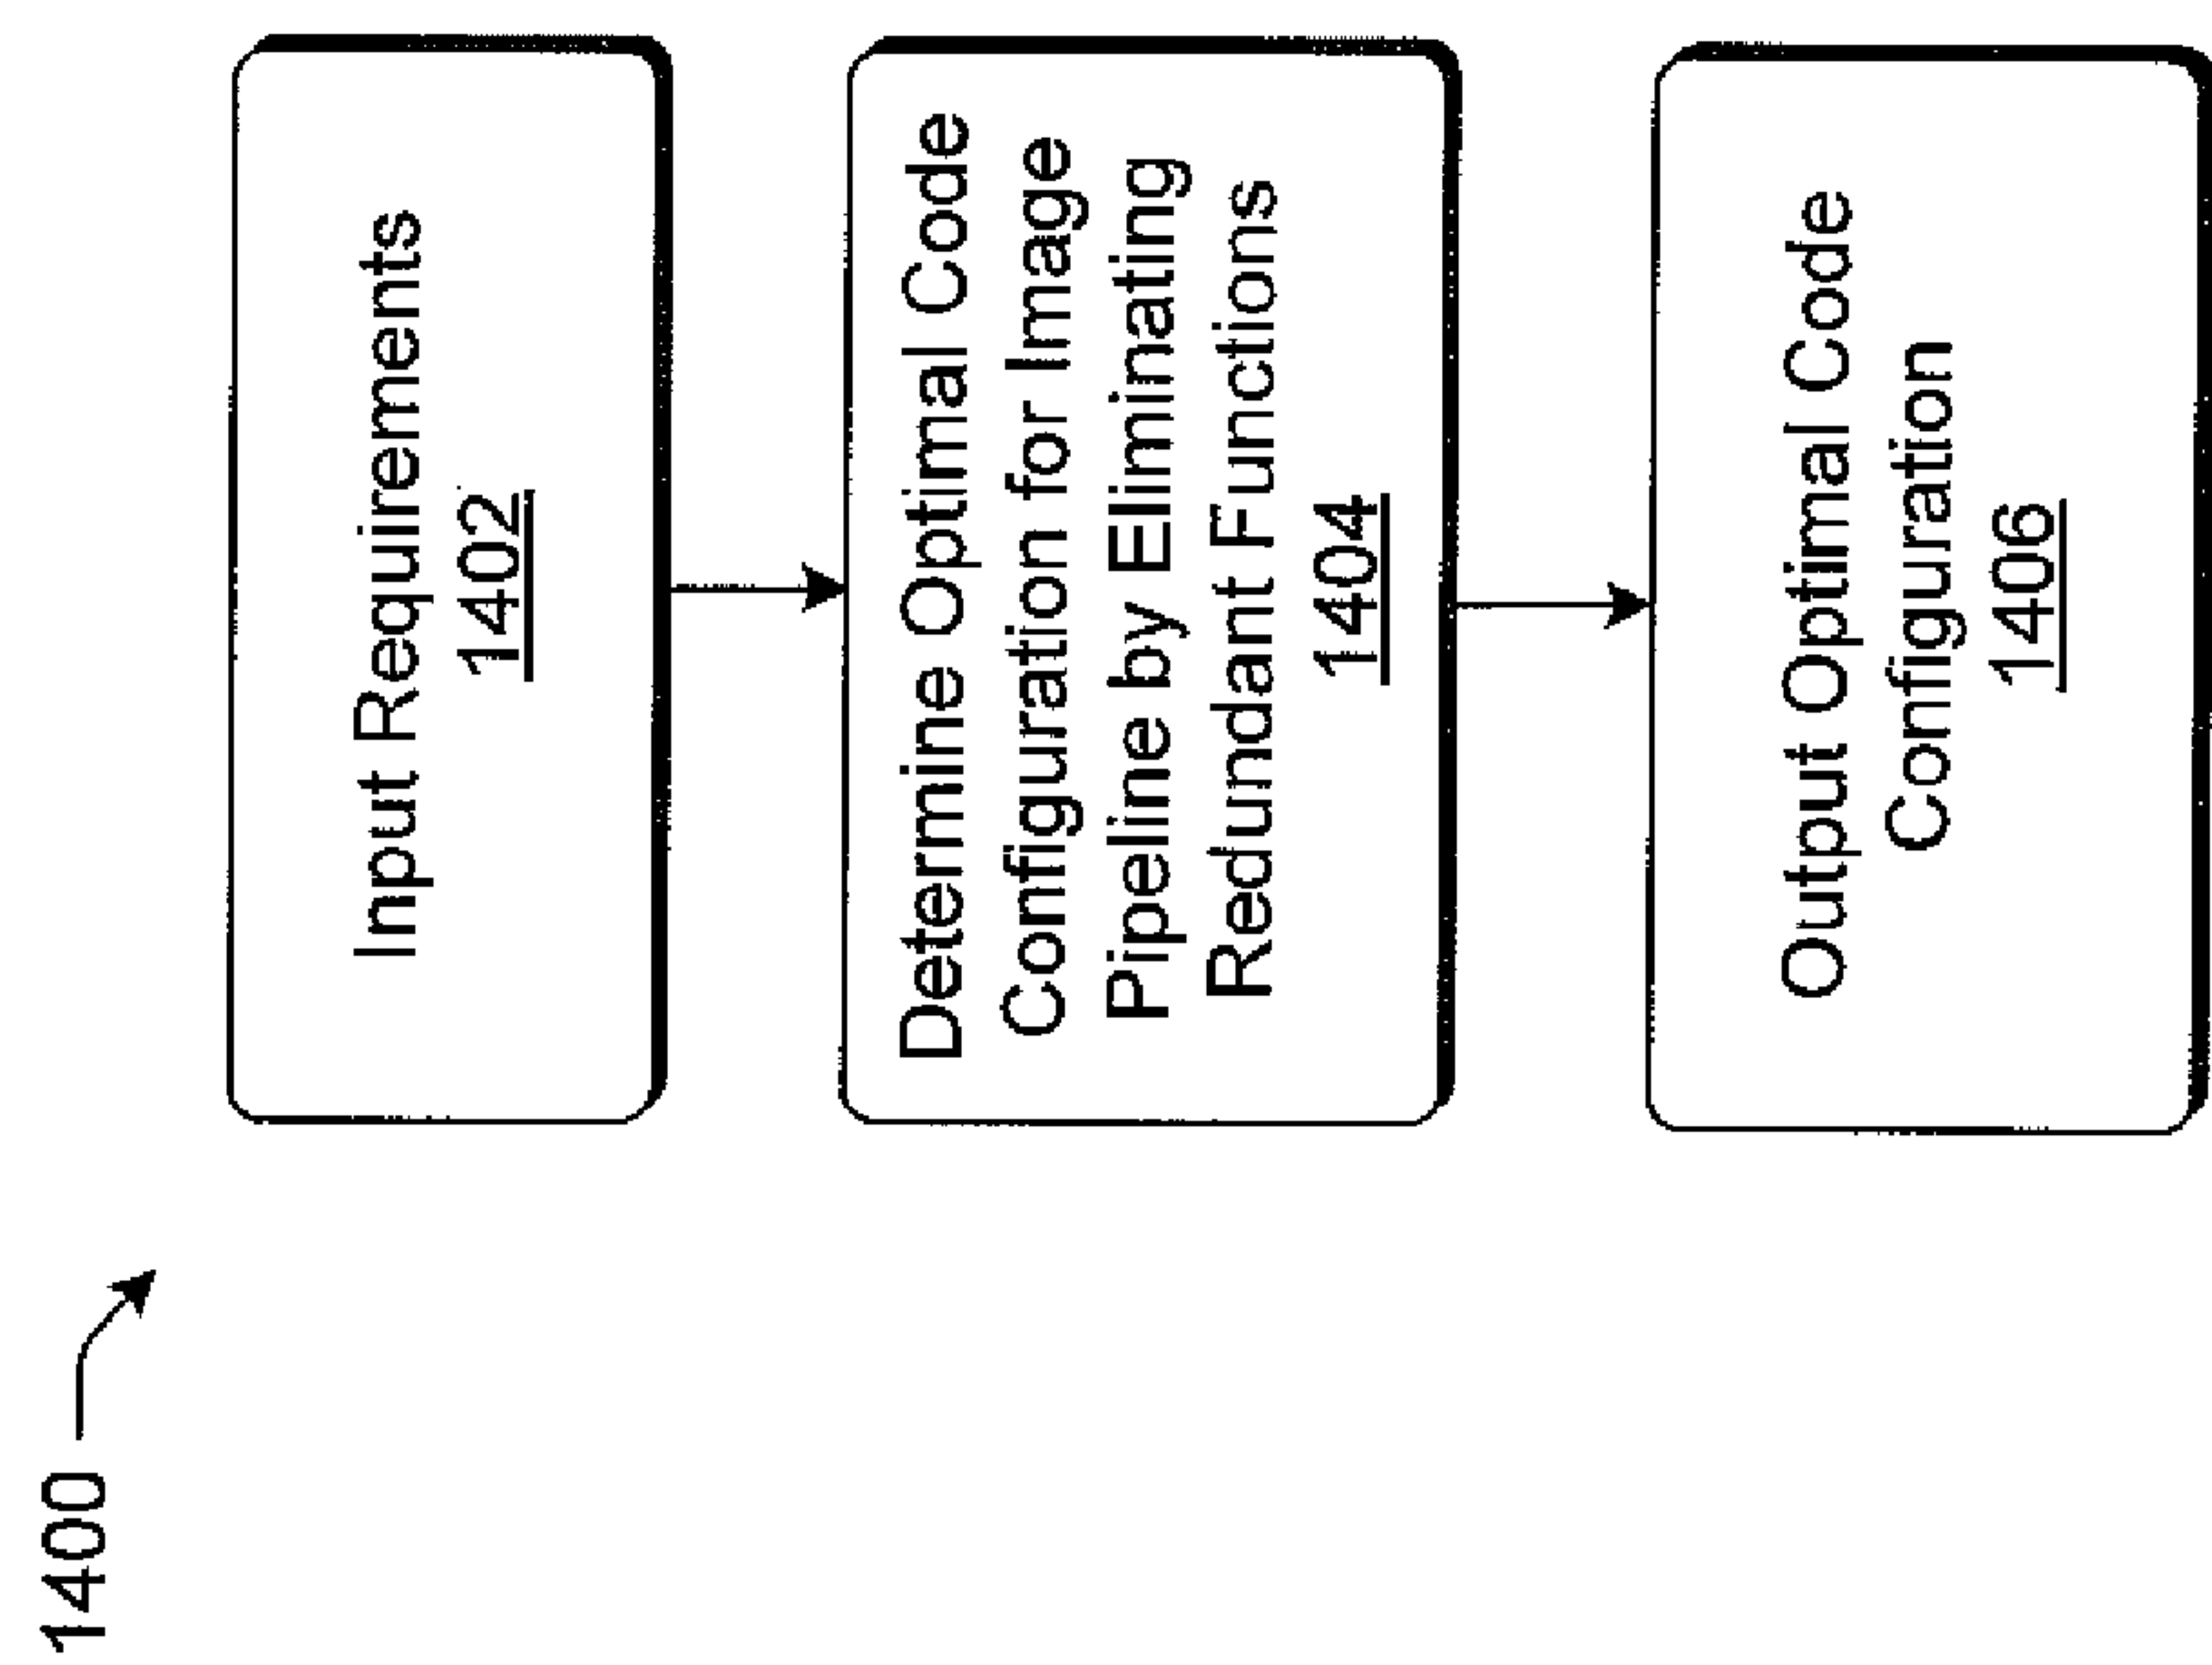 1400
Input Requirements
1402
Determine Optimal Code
Configuration for Image
Pipeline by Eliminating
Redundant Functions
1404
Output Optimal Code
Configuration
1406